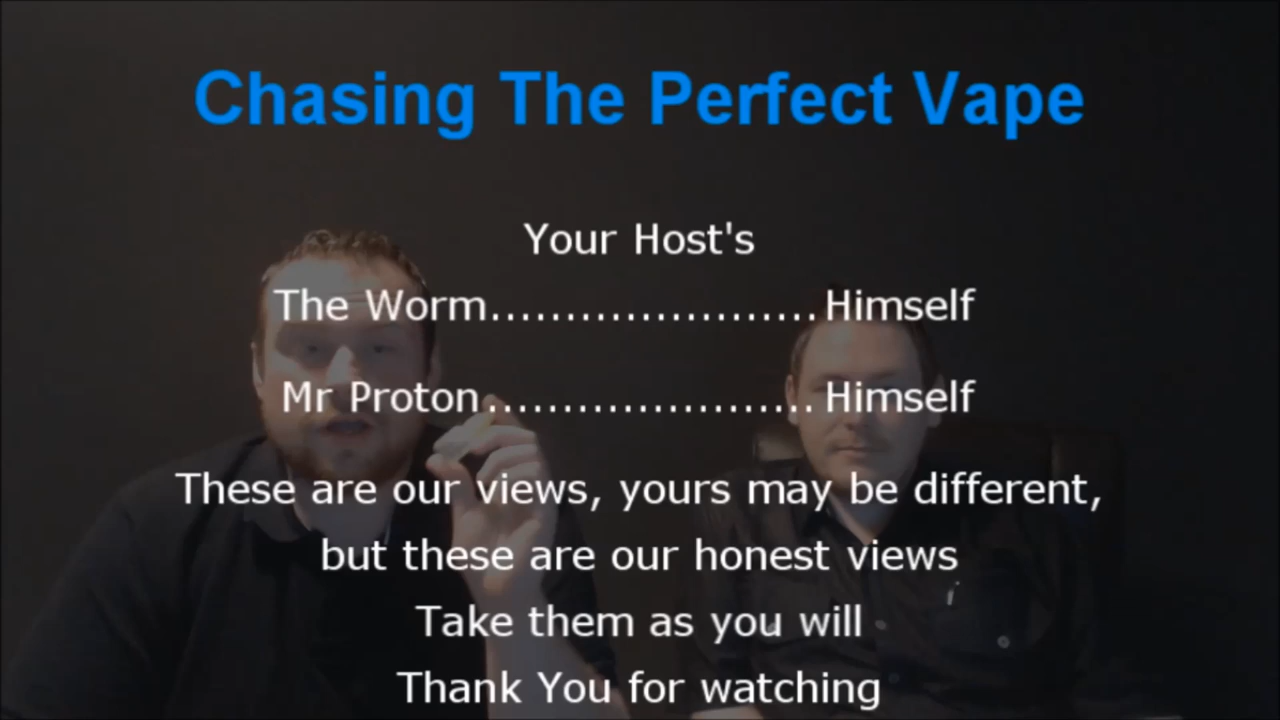 Chasing The Perfect Vape
Your Host's
The Worm......................Himself
Mr Proton......................Himself
These are our views, yours may be different,
but these are our honest views
Take them as you will
Thank You for watching